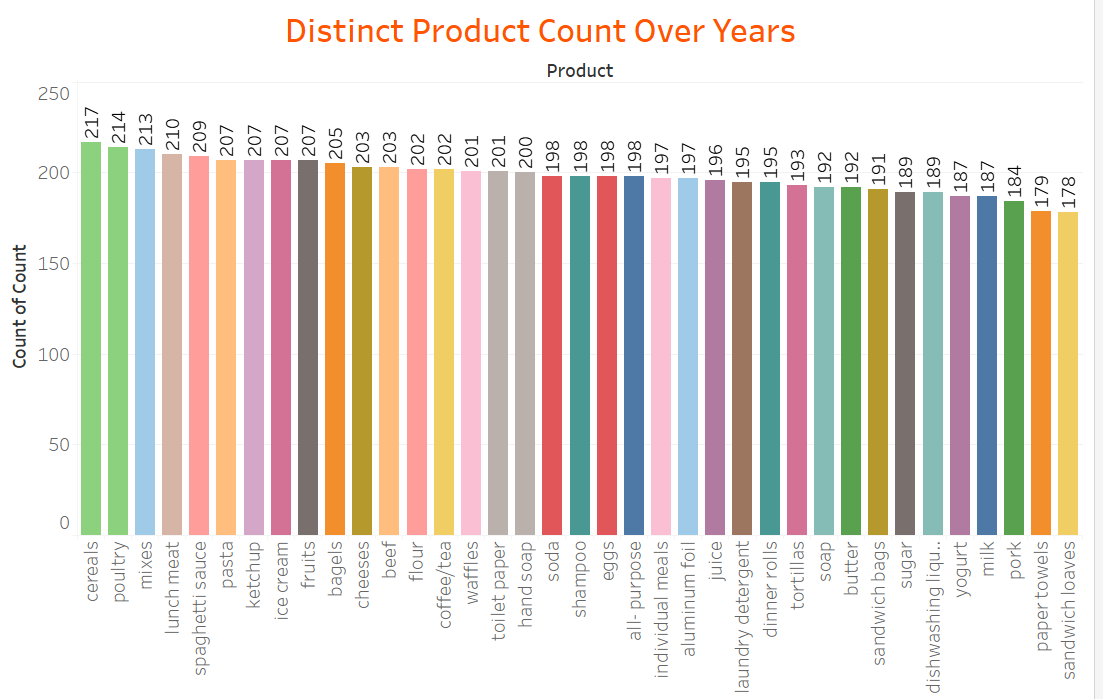 Distinct Product Count Over Years
Product
Count of Count
250
200
150
100
50
0
217
214
213
210
209
207
207
207
207
205
203
203
202
202
201
201
200
198
198
198
198
197
197
196
195
195
193
192
192
191
189
189
187
187
184
179
178
cereals
poultry
mixes
lunch meat
spaghetti sauce
pasta
ketchup
ice cream
fruits
bagels
cheeses
beef
flour
coffee/tea
waffles
toilet paper
hand soap
soda
shampoo
eggs
all- purpose
individual meals
aluminum foil
juice
laundry detergent
dinner rolls
tortillas
soap
butter
sandwich bags
sugar
dishwashing liqu..
yogurt
milk
pork
paper towels
sandwich loaves